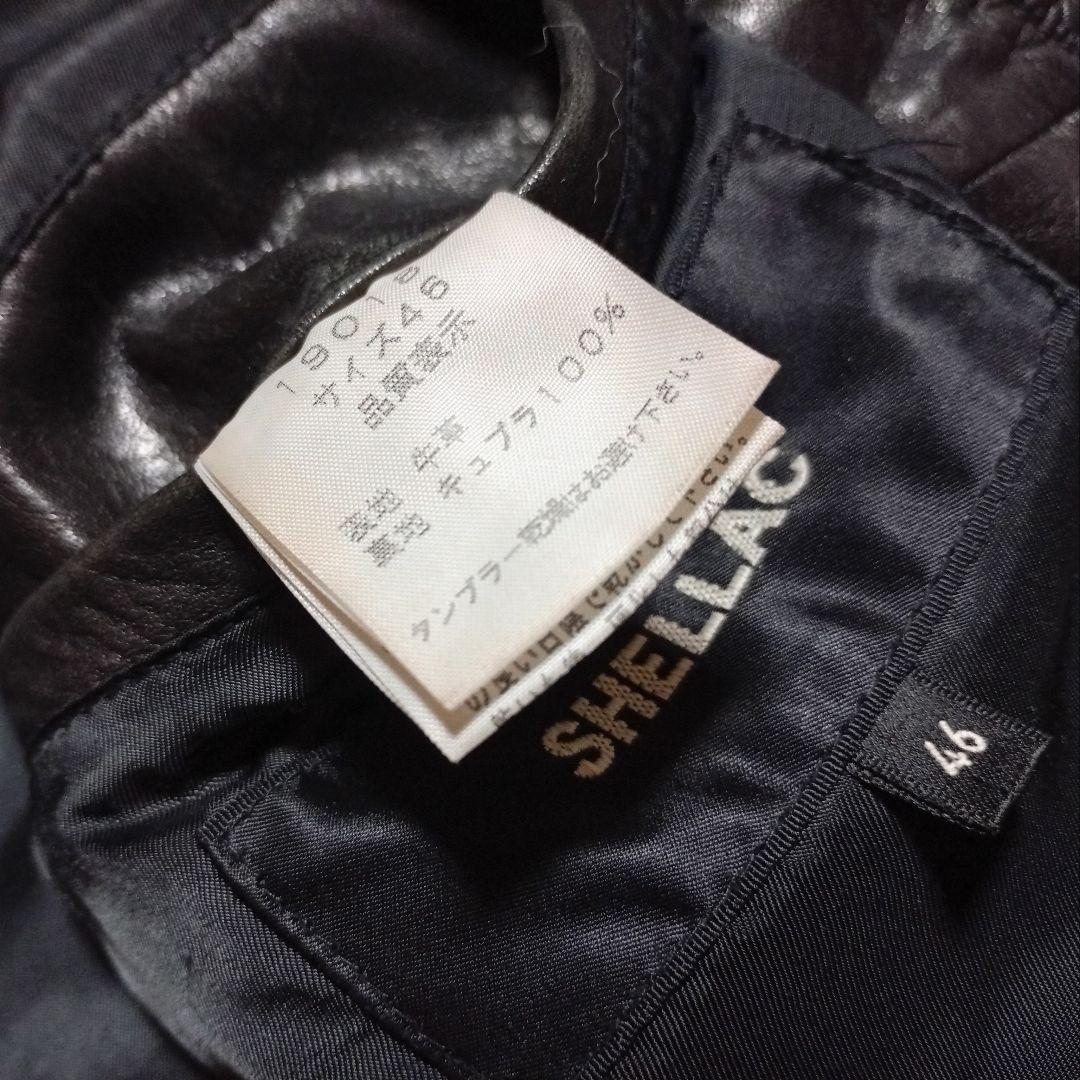 サイズ46
品質表示
表地 牛革
裏地 キュプラ100%
タンブラー乾燥はお避け下さい。
SHELLAC
46